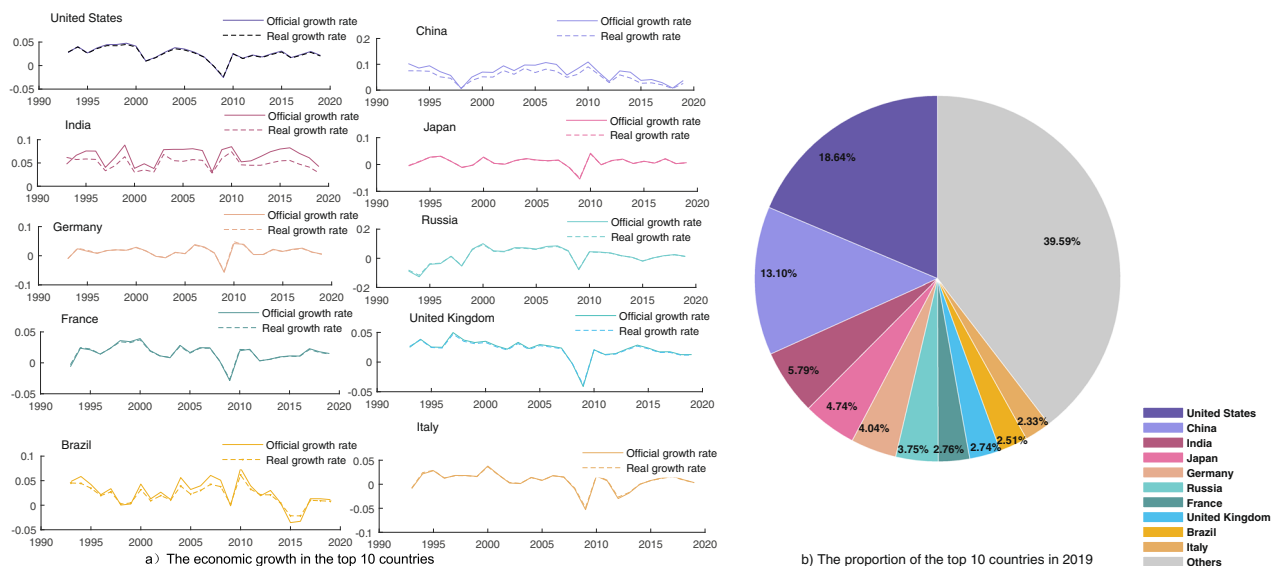 United States
Official growth rate
Real growth rate
0.05
0
-0.05
1990 1995 2000 2005 2010 2015 2020
China
Official growth rate
Real growth rate
0.2
0.1
0
1990 1995 2000 2005 2010 2015 2020
India
Official growth rate
Real growth rate
0.1
0.05
0
1990 1995 2000 2005 2010 2015 2020
Japan
Official growth rate
Real growth rate
0.1
0
-0.1
1990 1995 2000 2005 2010 2015 2020
Germany
Official growth rate
Real growth rate
0.1
0
-0.1
1990 1995 2000 2005 2010 2015 2020
Russia
Official growth rate
Real growth rate
0.2
0
-0.2
1990 1995 2000 2005 2010 2015 2020
France
Official growth rate
Real growth rate
0.05
0
-0.05
1990 1995 2000 2005 2010 2015 2020
United Kingdom
Official growth rate
Real growth rate
0.05
0
-0.05
1990 1995 2000 2005 2010 2015 2020
Brazil
Official growth rate
Real growth rate
0.1
0.05
0
-0.05
1990 1995 2000 2005 2010 2015 2020
Italy
Official growth rate
Real growth rate
0.05
0
-0.1
1990 1995 2000 2005 2010 2015 2020
a）The economic growth in the top 10 countries
18.64%
13.10%
5.79%
4.74%
4.04%
3.75%
2.76%
2.74%
2.51%
2.33%
39.59%
United States
China
India
Japan
Germany
Russia
France
United Kingdom
Brazil
Italy
Others
b) The proportion of the top 10 countries in 2019